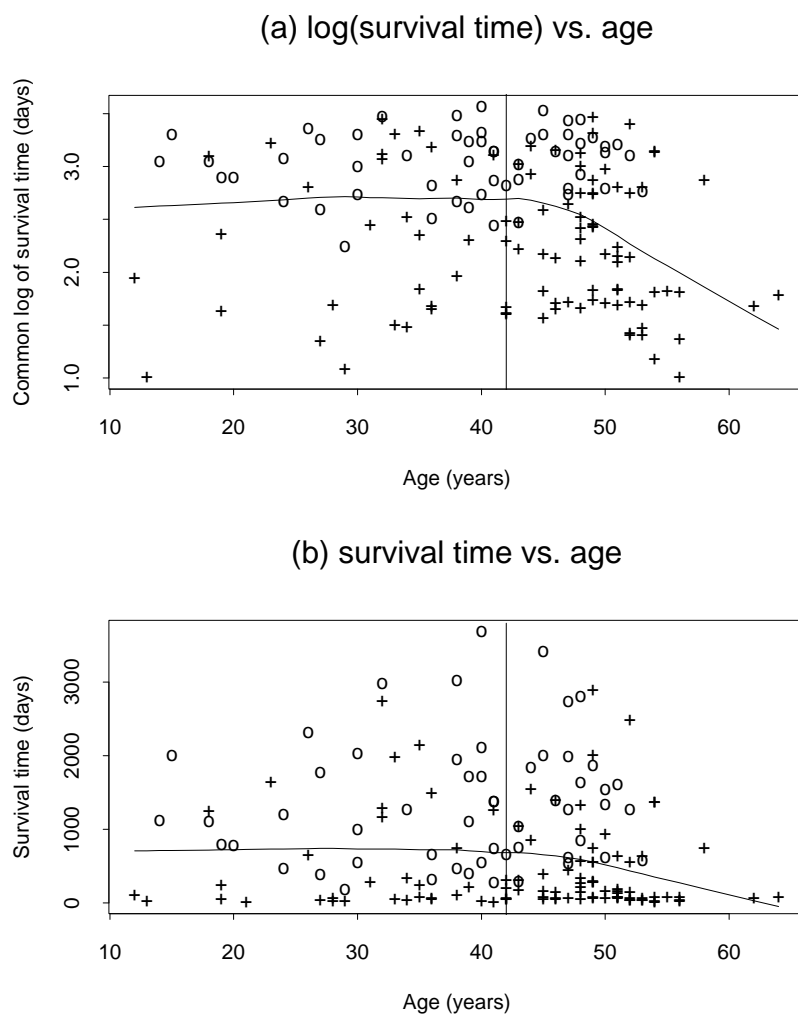 (a) log(survival time) vs. age
Common log of survival time (days)
3.0
2.0
1.0
10 20 30 40 50 60
Age (years)
(b) survival time vs. age
Survival time (days)
3000
2000
1000
0
10 20 30 40 50 60
Age (years)